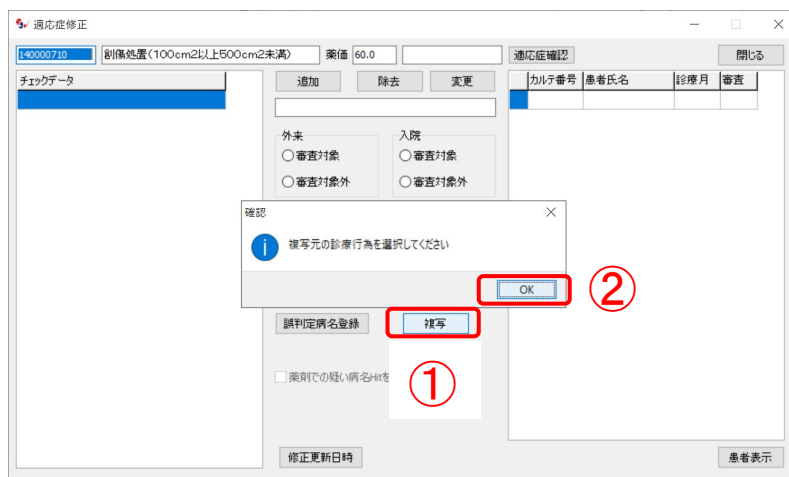 適応症修正
140000710 創傷処置(100cm2以上500cm2未満) 薬価 60.0 適応症確認 閉じる
チェックデータ
追加 除去 変更
カルテ番号 患者氏名 診療月 審査
外来 入院
審査対象 審査対象
審査対象外 審査対象外
確認
複写元の診療行為を選択してください
OK
②
誤判定病名登録 複写
①
薬剤での疑い病名Hitを
修正更新日時 患者表示